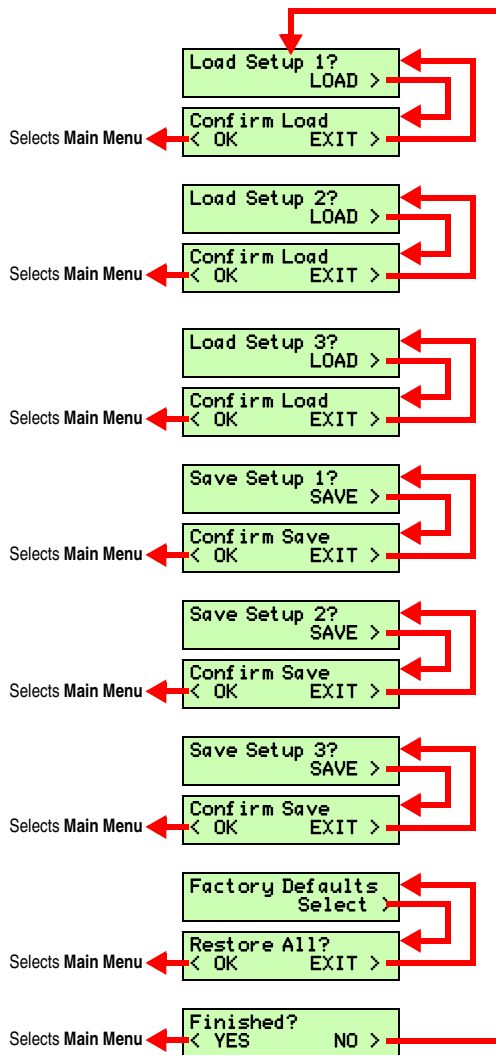 Load Setup 1?
LOAD >
Confirm Load
Selects Main Menu < OK EXIT >
Load Setup 2?
LOAD >
Confirm Load
Selects Main Menu < OK EXIT >
Load Setup 3?
LOAD >
Confirm Load
Selects Main Menu < OK EXIT >
Save Setup 1?
SAVE >
Confirm Save
Selects Main Menu < OK EXIT >
Save Setup 2?
SAVE >
Confirm Save
Selects Main Menu < OK EXIT >
Save Setup 3?
SAVE >
Confirm Save
Selects Main Menu < OK EXIT >
Factory Defaults
Select >
Restore All?
Selects Main Menu < OK EXIT >
Finished?
Selects Main Menu < YES NO >